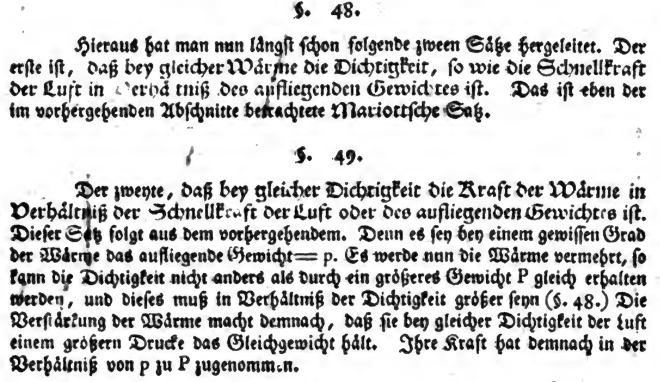 §. 48.
Hieraus hat man nun längst schon folgende zween Sätze hergeleitet. Der
erste ist, daß bey gleicher Wärme die Dichtigkeit, so wie die Schnellkraft
der Luft in Verhältniß des aufliegenden Gewichtes ist. Das ist eben der
im vorhergehenden Abschnitte betrachtete Mariottsche Satz.
§. 49.
Der zweyte, daß bey gleicher Dichtigkeit die Kraft der Wärme in
Verhältniß der Schnellkraft der Luft oder des aufliegenden Gewichtes ist.
Dieser Satz folgt aus dem vorhergehendem. Denn es sey bey einem gewissen Grad
der Wärme das aufliegende Gewicht = p. Es werde nun die Wärme vermehrt, so
kann die Dichtigkeit nicht anders als durch ein größeres Gewicht P gleich erhalten
werden, und dieses muß in Verhältniß der Dichtigkeit größer seyn (§. 48.) Die
Verstärkung der Wärme macht demnach, daß sie bey gleicher Dichtigkeit der Luft
einem größern Drucke das Gleichgewicht hält. Ihre Kraft hat demnach in der
Verhältniß von p zu P zugenommen.